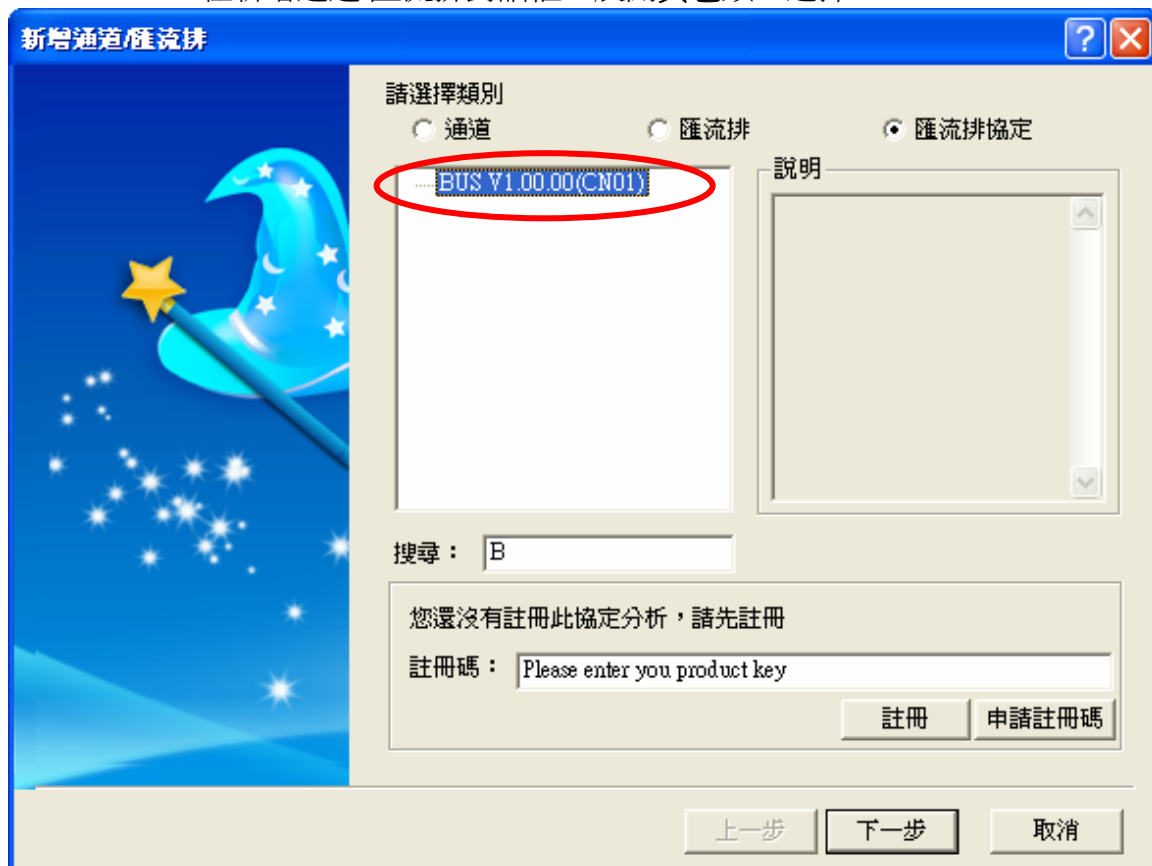 新增通道/匯流排
請選擇類別
通道 匯流排 匯流排協定
BUS V1.00.00(CN01)
說明
搜尋： B
您還沒有註冊此協定分析，請先註冊
註冊碼： Please enter you product key
註冊 申請註冊碼
上一步 下一步 取消